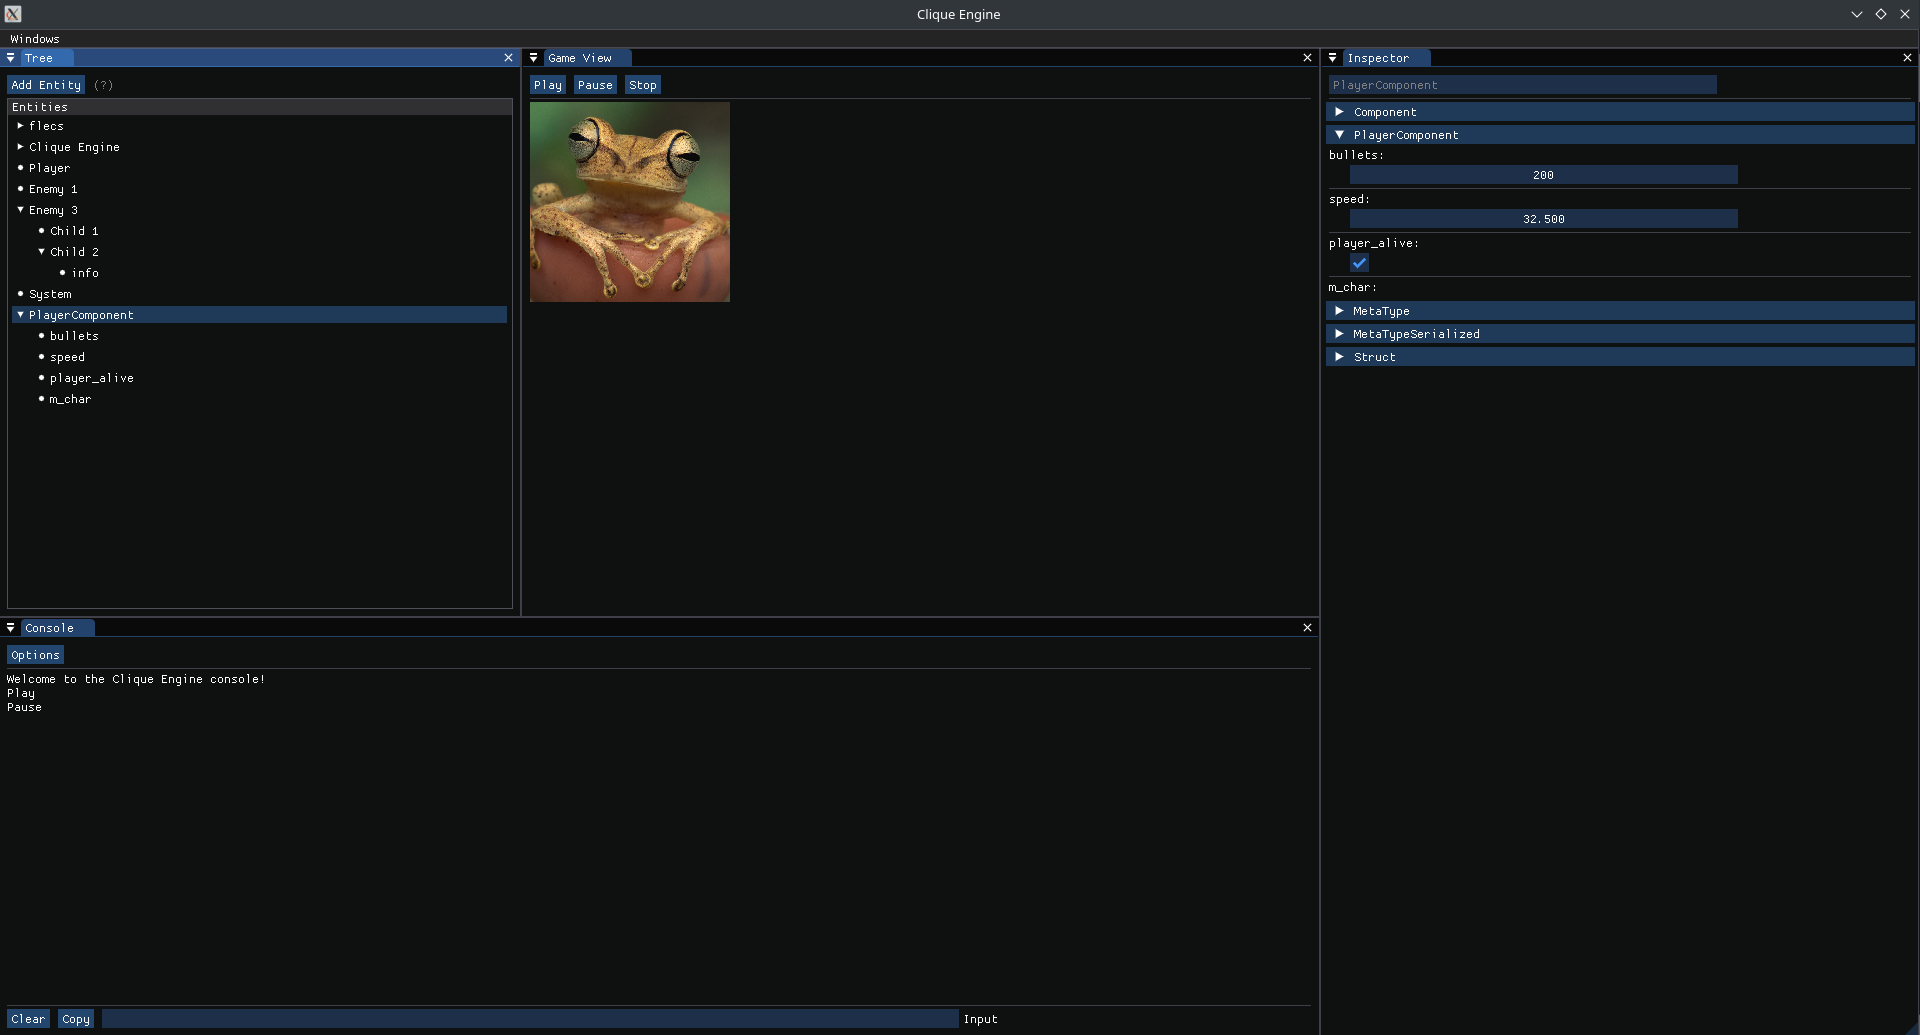 Clique Engine
Windows
Tree
Add Entity (?)
Entities
flecs
Clique Engine
Player
Enemy 1
Enemy 3
Child 1
Child 2
info
System
PlayerComponent
bullets
speed
player_alive
m_char
Game View
Play Pause Stop
Inspector
PlayerComponent
Component
PlayerComponent
bullets:
200
speed:
32.500
player_alive:
m_char:
MetaType
MetaTypeSerialized
Struct
Console
Options
Welcome to the Clique Engine console!
Play
Pause
Clear Copy Input